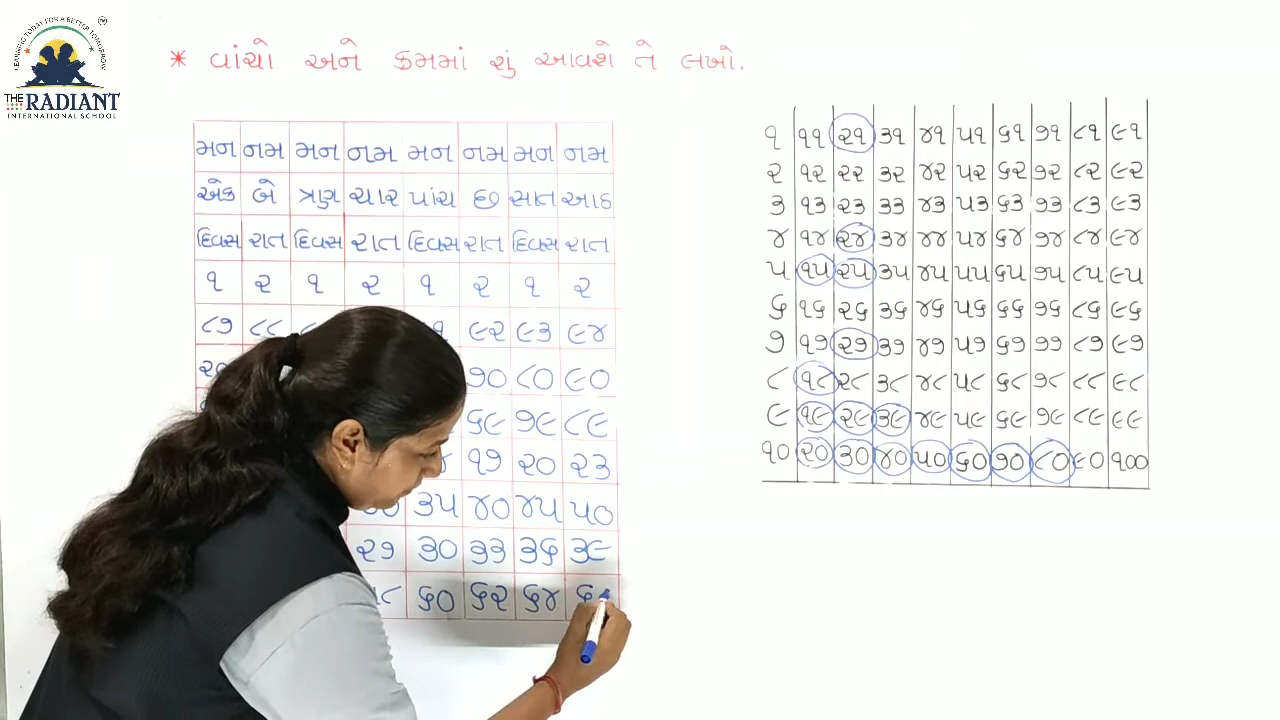 LEARNING TODAY FOR A BETTER TOMORROW
TM
THE RADIANT
INTERNATIONAL SCHOOL
* વાંચો અને ક્રમમાં શું આવશે તે લખો.
મન નમ મન નમ મન નમ મન નમ
એક બે ત્રણ ચાર પાંચ છ સાત આઠ
દિવસ રાત દિવસ રાત દિવસ રાત દિવસ રાત
૧ ૨ ૧ ૨ ૧ ૨ ૧ ૨
૮૭ ૮૮ ૯૨ ૯૩ ૯૪
૭૦ ૮૦ ૯૦
૬૯ ૭૯ ૮૯
૧૭ ૨૦ ૨૩
૩૫ ૪૦ ૪૫ ૫૦
૨૭ ૩૦ ૩૩ ૩૬ ૩૯
૬૦ ૬૨ ૬૪
૧ ૧૧ ૨૧ ૩૧ ૪૧ ૫૧ ૬૧ ૭૧ ૮૧ ૯૧
૨ ૧૨ ૨૨ ૩૨ ૪૨ ૫૨ ૬૨ ૭૨ ૮૨ ૯૨
૩ ૧૩ ૨૩ ૩૩ ૪૩ ૫૩ ૬૩ ૭૩ ૮૩ ૯૩
૪ ૧૪ ૨૪ ૩૪ ૪૪ ૫૪ ૬૪ ૭૪ ૮૪ ૯૪
૫ ૧૫ ૨૫ ૩૫ ૪૫ ૫૫ ૬૫ ૭૫ ૮૫ ૯૫
૬ ૧૬ ૨૬ ૩૬ ૪૬ ૫૬ ૬૬ ૭૬ ૮૬ ૯૬
૭ ૧૭ ૨૭ ૩૭ ૪૭ ૫૭ ૬૭ ૭૭ ૮૭ ૯૭
૮ ૧૮ ૨૮ ૩૮ ૪૮ ૫૮ ૬૮ ૭૮ ૮૮ ૯૮
૯ ૧૯ ૨૯ ૩૯ ૪૯ ૫૯ ૬૯ ૭૯ ૮૯ ૯૯
૧૦ ૨૦ ૩૦ ૪૦ ૫૦ ૬૦ ૭૦ ૮૦ ૯૦ ૧૦૦